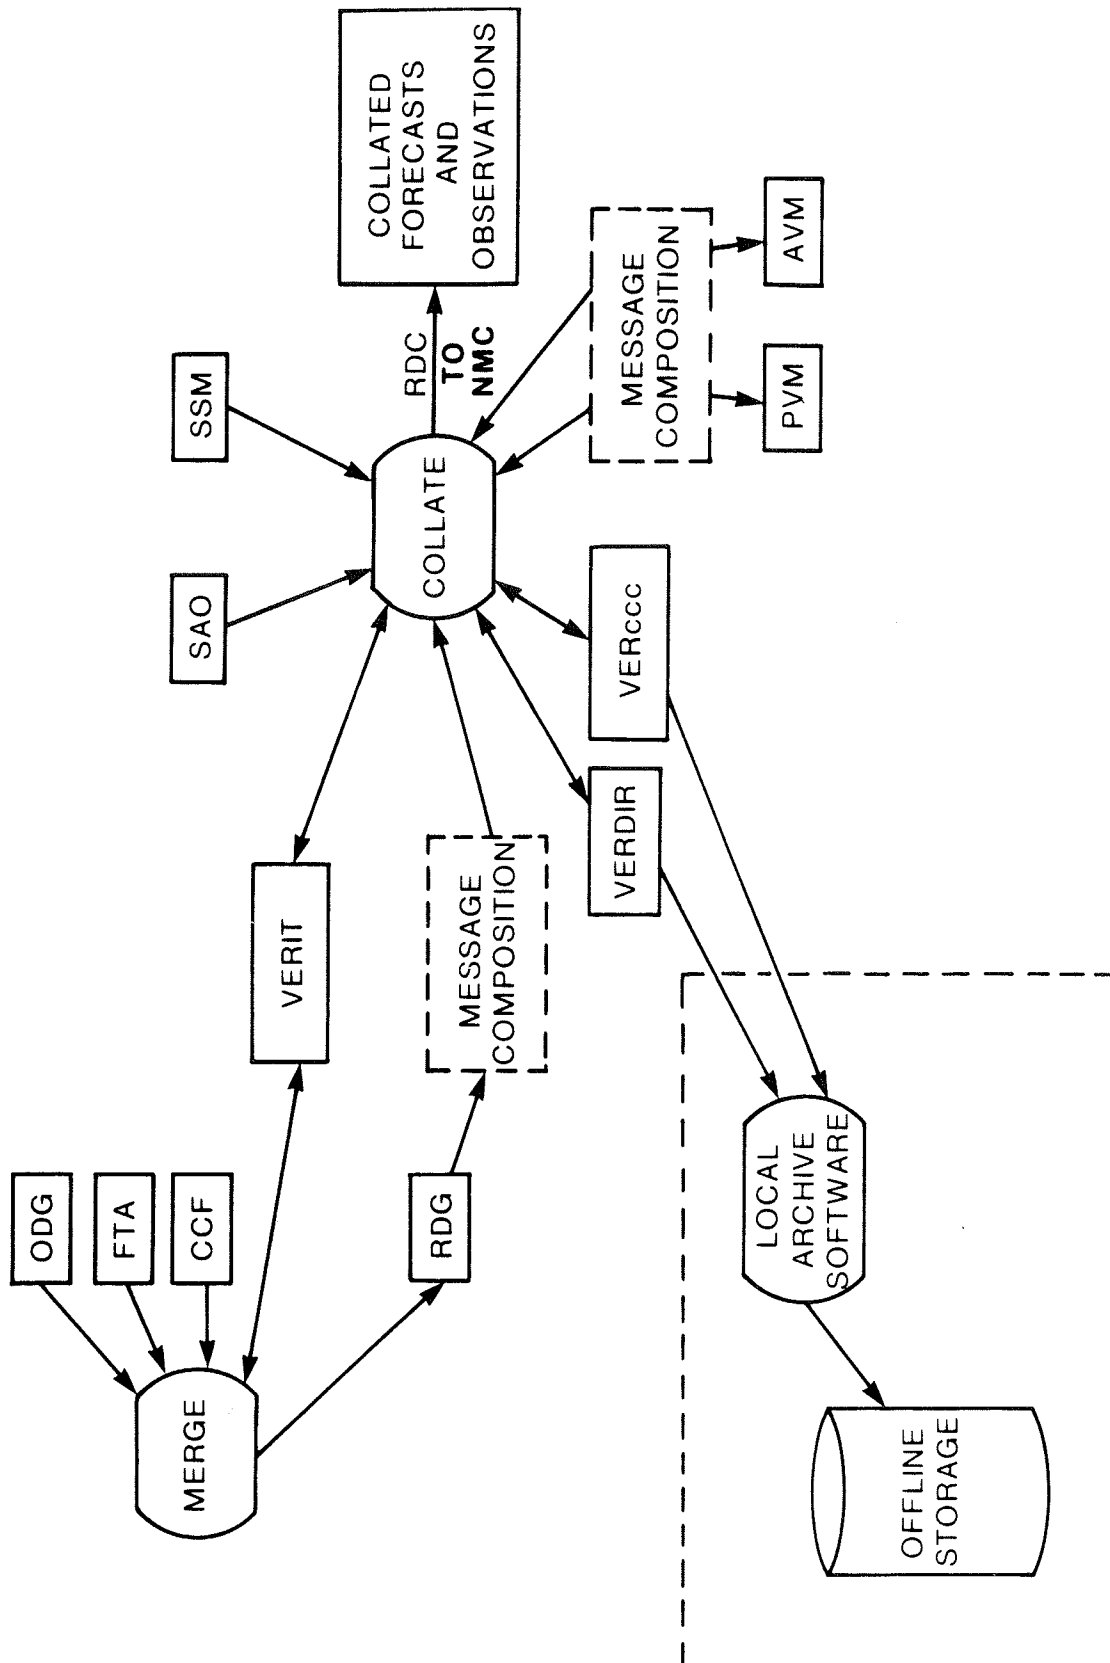 ODG
FTA
CCF
MERGE
VERIT
RDG
MESSAGE
COMPOSITION
SAO
SSM
COLLATE
RDC
TO
NMC
COLLATED
FORECASTS
AND
OBSERVATIONS
VERDIR
VERccc
MESSAGE
COMPOSITION
PVM
AVM
LOCAL
ARCHIVE
SOFTWARE
OFFLINE
STORAGE